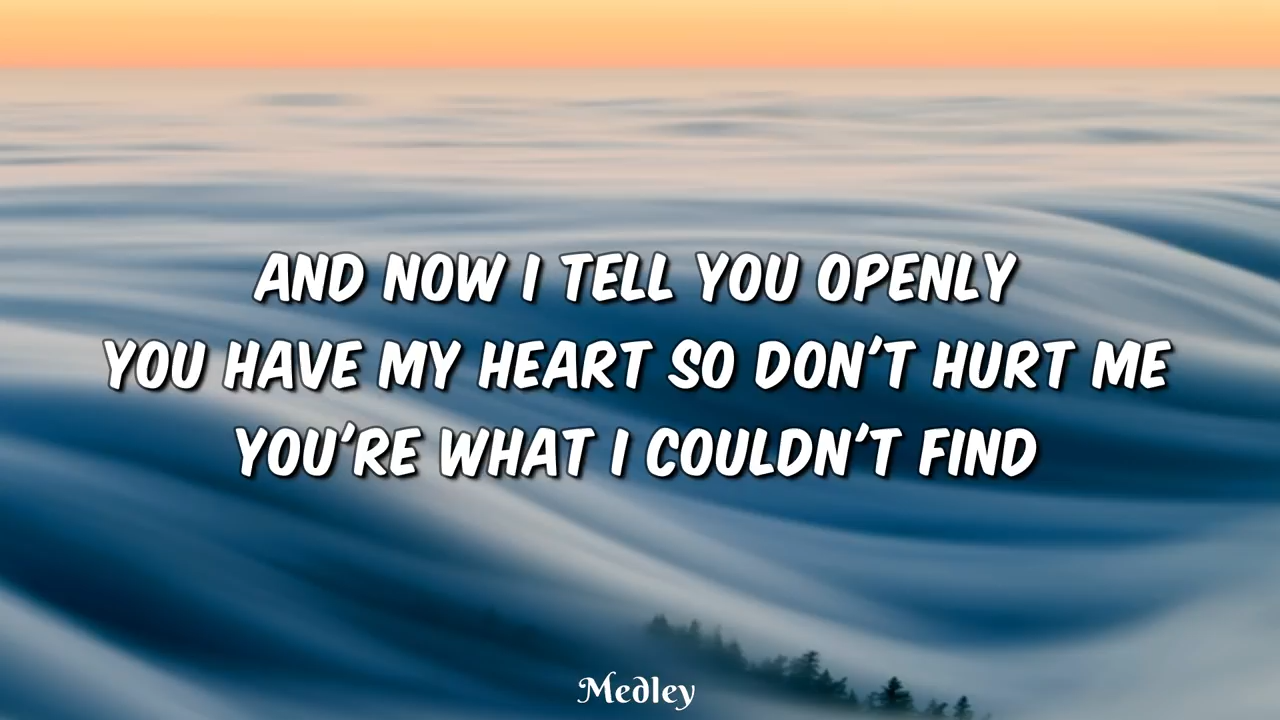 AND NOW I TELL YOU OPENLY
YOU HAVE MY HEART SO DON'T HURT ME
YOU'RE WHAT I COULDN'T FIND
Medley